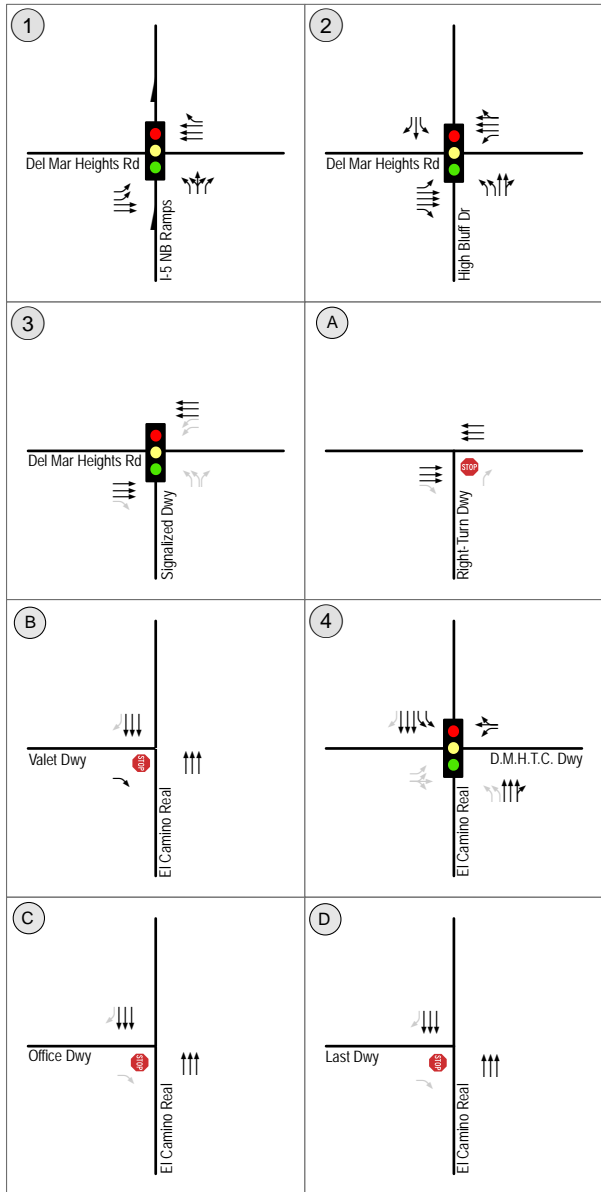 1
Del Mar Heights Rd
I-5 NB Ramps
2
Del Mar Heights Rd
High Bluff Dr
3
Del Mar Heights Rd
Signalized Dwy
A
STOP
Right-Turn Dwy
B
Valet Dwy
STOP
El Camino Real
4
D.M.H.T.C. Dwy
El Camino Real
C
Office Dwy
STOP
El Camino Real
D
Last Dwy
STOP
El Camino Real